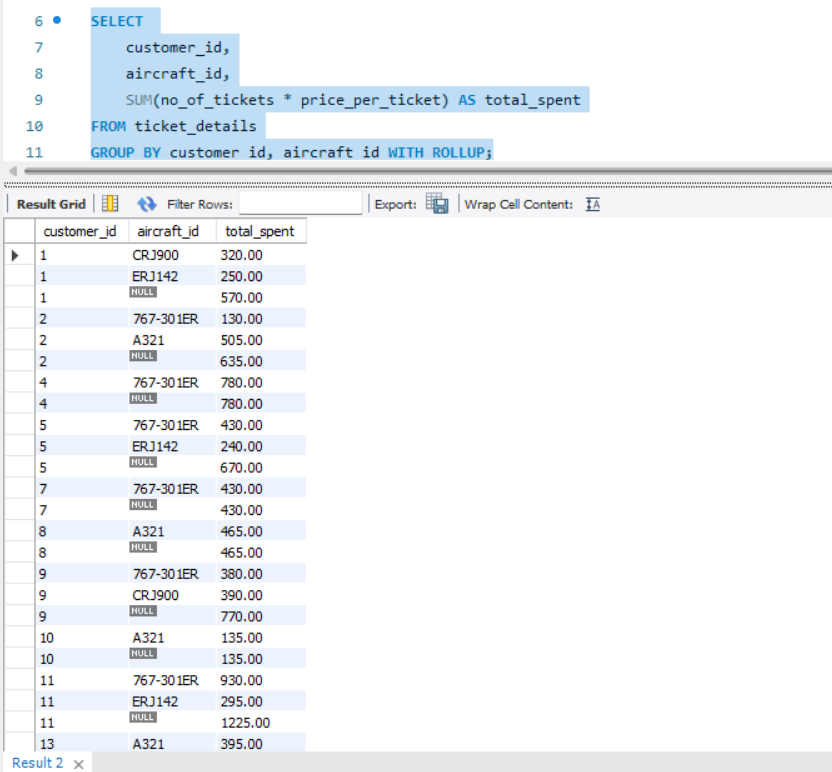 6 SELECT
7 customer_id,
8 aircraft_id,
9 SUM(no_of_tickets * price_per_ticket) AS total_spent
10 FROM ticket_details
11 GROUP BY customer_id, aircraft_id WITH ROLLUP;
Result Grid Filter Rows: Export: Wrap Cell Content: IA
customer_id aircraft_id total_spent
1 CRJ900 320.00
1 ERJ142 250.00
1 NULL 570.00
2 767-301ER 130.00
2 A321 505.00
2 NULL 635.00
4 767-301ER 780.00
4 NULL 780.00
5 767-301ER 430.00
5 ERJ142 240.00
5 NULL 670.00
7 767-301ER 430.00
7 NULL 430.00
8 A321 465.00
8 NULL 465.00
9 767-301ER 380.00
9 CRJ900 390.00
9 NULL 770.00
10 A321 135.00
10 NULL 135.00
11 767-301ER 930.00
11 ERJ142 295.00
11 NULL 1225.00
13 A321 395.00
Result 2 ×